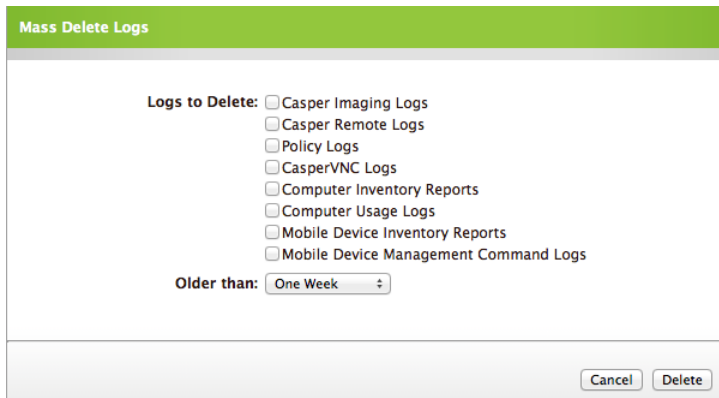 Mass Delete Logs
Logs to Delete: Casper Imaging Logs
Casper Remote Logs
Policy Logs
CasperVNC Logs
Computer Inventory Reports
Computer Usage Logs
Mobile Device Inventory Reports
Mobile Device Management Command Logs
Older than: One Week
Cancel Delete